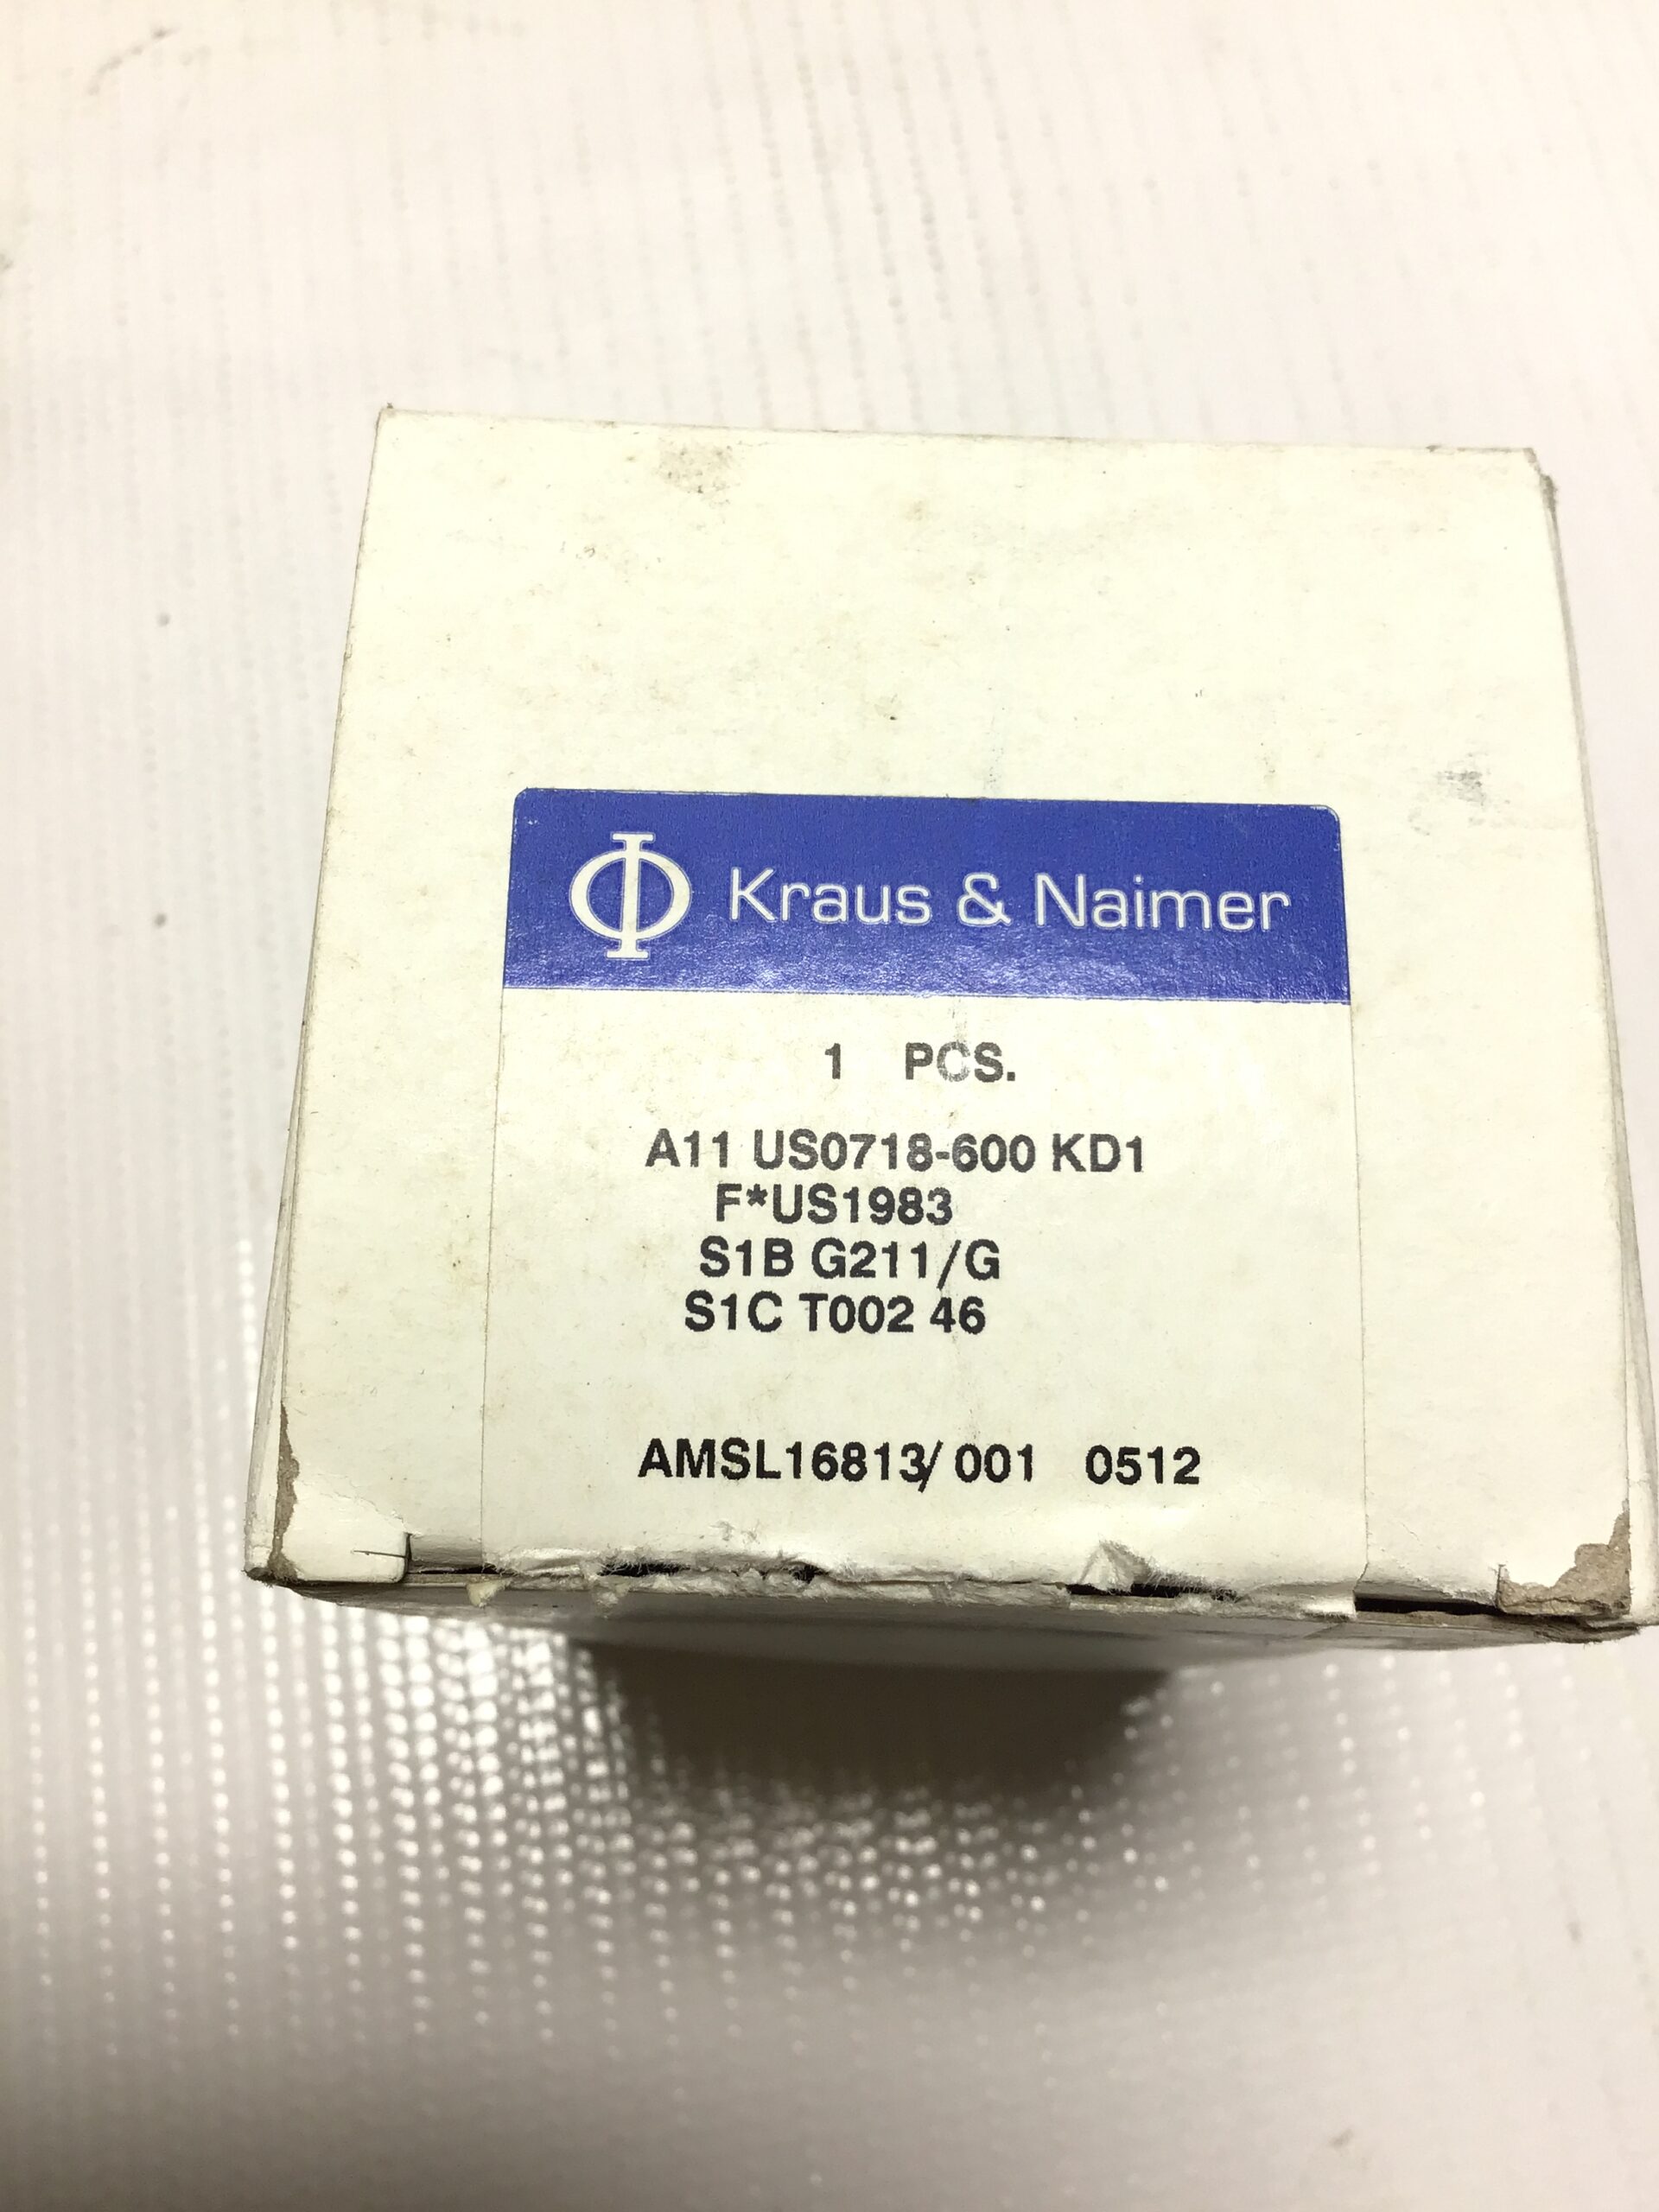 Kraus & Naimer
1 PCS.
A11 US0718-600 KD1
F*US1983
S1B G211/G
S1C T002 46
AMSL16813/ 001 0512